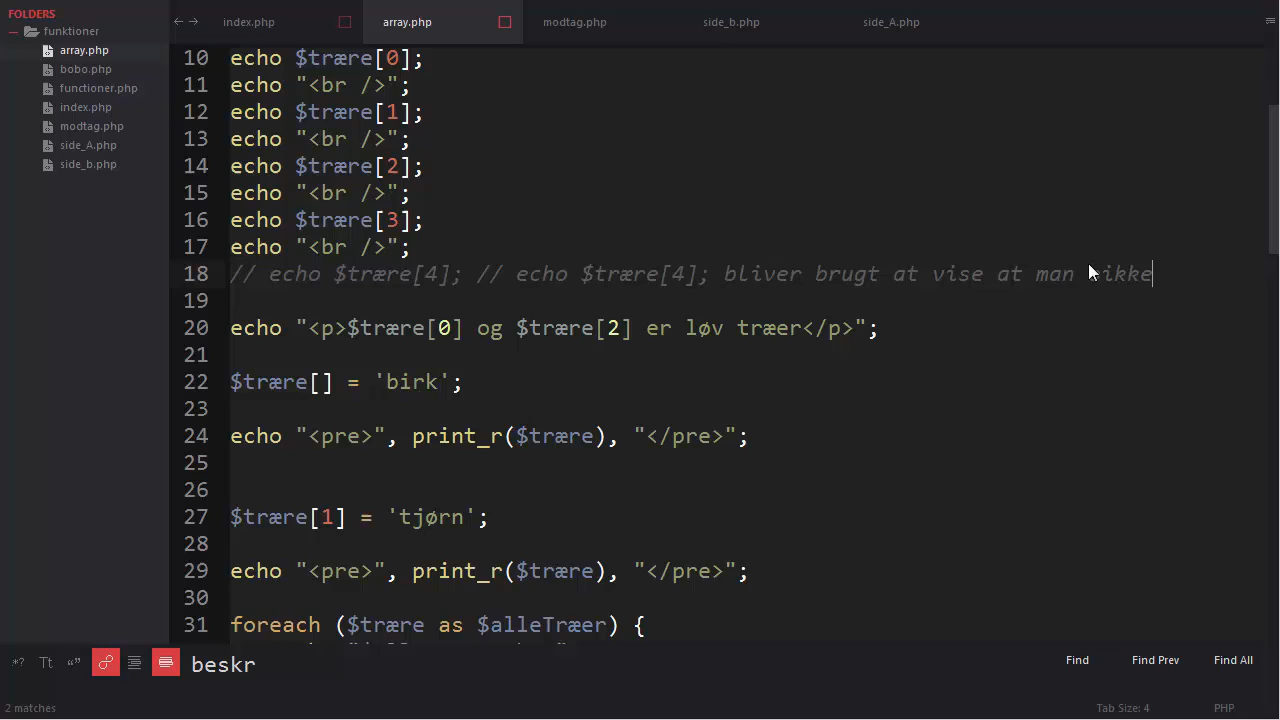 FOLDERS
funktioner
array.php
bobo.php
functioner.php
index.php
modtag.php
side_A.php
side_b.php
index.php
array.php
modtag.php
side_b.php
side_A.php
10 echo $trære[0];
11 echo "<br />";
12 echo $trære[1];
13 echo "<br />";
14 echo $trære[2];
15 echo "<br />";
16 echo $trære[3];
17 echo "<br />";
18 // echo $trære[4]; // echo $trære[4]; bliver brugt at vise at man ikke
19
20 echo "<p>$trære[0] og $trære[2] er løv træer</p>";
21
22 $trære[] = 'birk';
23
24 echo "<pre>", print_r($trære), "</pre>";
25
26
27 $trære[1] = 'tjørn';
28
29 echo "<pre>", print_r($trære), "</pre>";
30
31 foreach ($trære as $alleTræer) {
.* Tt “” beskr Find Find Prev Find All
2 matches Tab Size: 4 PHP